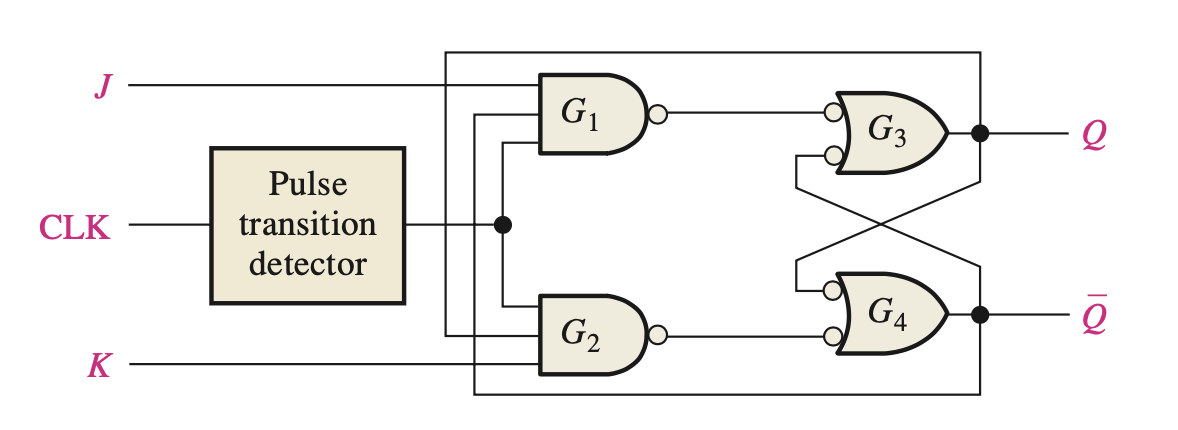 J
G1
G3
Q
Pulse
transition
detector
CLK
G2
G4
Q̅
K